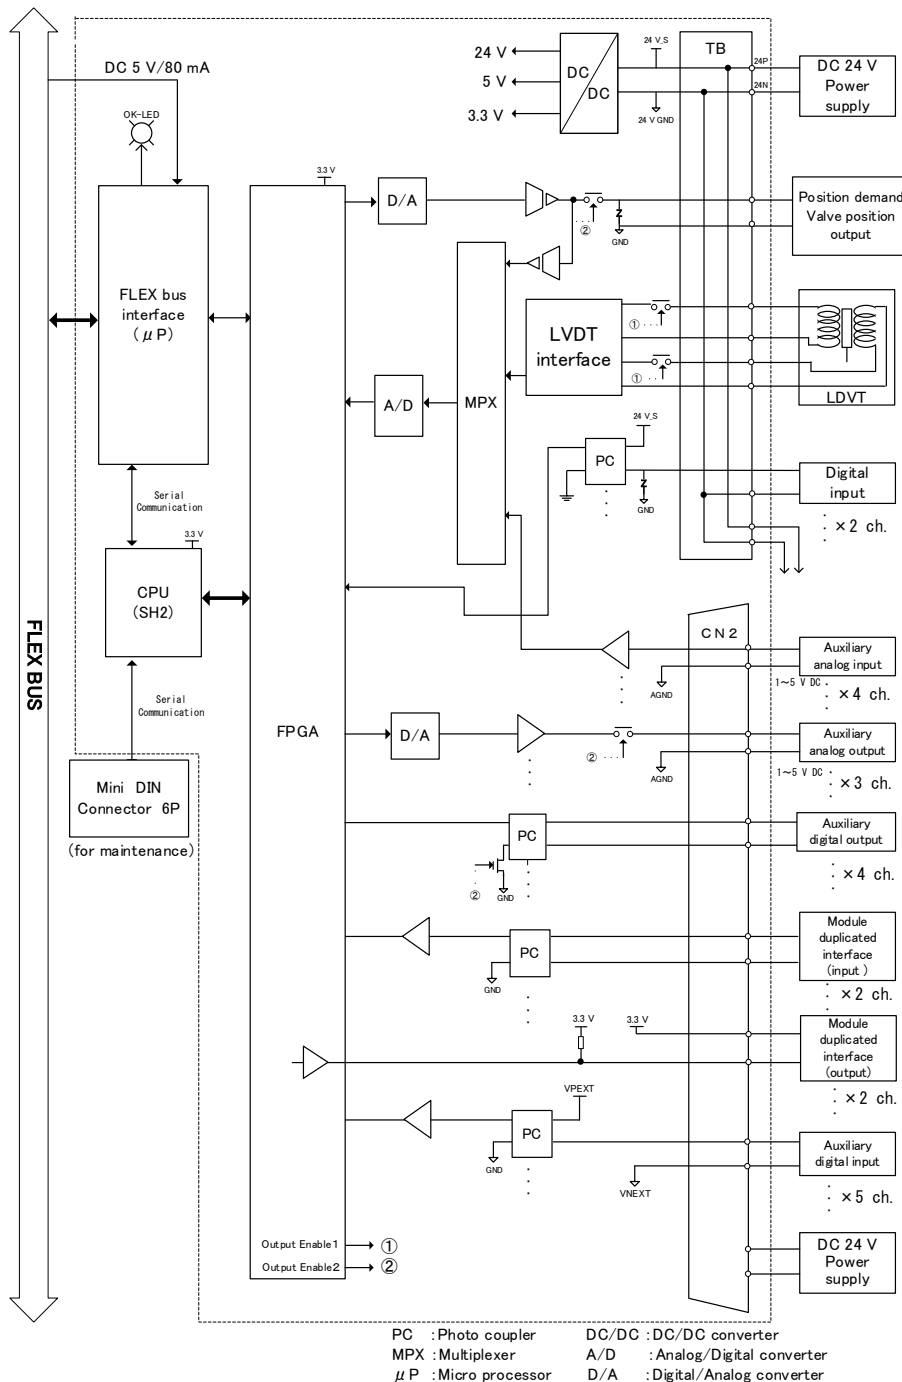 DC 5 V/80 mA
OK-LED
24 V
5 V
3.3 V
DC
DC
24 V_S
24 V GND
TB
24P
24N
DC 24 V
Power
supply
3.3 V
D/A
②
GND
Position demand
Valve position
output
FLEX bus
interface
(μP)
MPX
LVDT
interface
①
①
LDVT
A/D
24 V_S
PC
GND
Digital
input
×2 ch.
Serial
Communication
3.3 V
CPU
(SH2)
FLEX BUS
CN2
Auxiliary
analog input
AGND
1~5 V DC
×4 ch.
Serial
Communication
FPGA
D/A
②
AGND
Auxiliary
analog output
1~5 V DC
×3 ch.
Mini DIN
Connector 6P
(for maintenance)
PC
②
GND
Auxiliary
digital output
×4 ch.
PC
GND
Module
duplicated
interface
(input )
×2 ch.
3.3 V
3.3 V
Module
duplicated
interface
(output)
×2 ch.
VPEXT
PC
GND
VNEXT
Auxiliary
digital input
×5 ch.
Output Enable1
①
Output Enable2
②
DC 24 V
Power
supply
PC :Photo coupler DC/DC :DC/DC converter
MPX :Multiplexer A/D :Analog/Digital converter
μP :Micro processor D/A :Digital/Analog converter